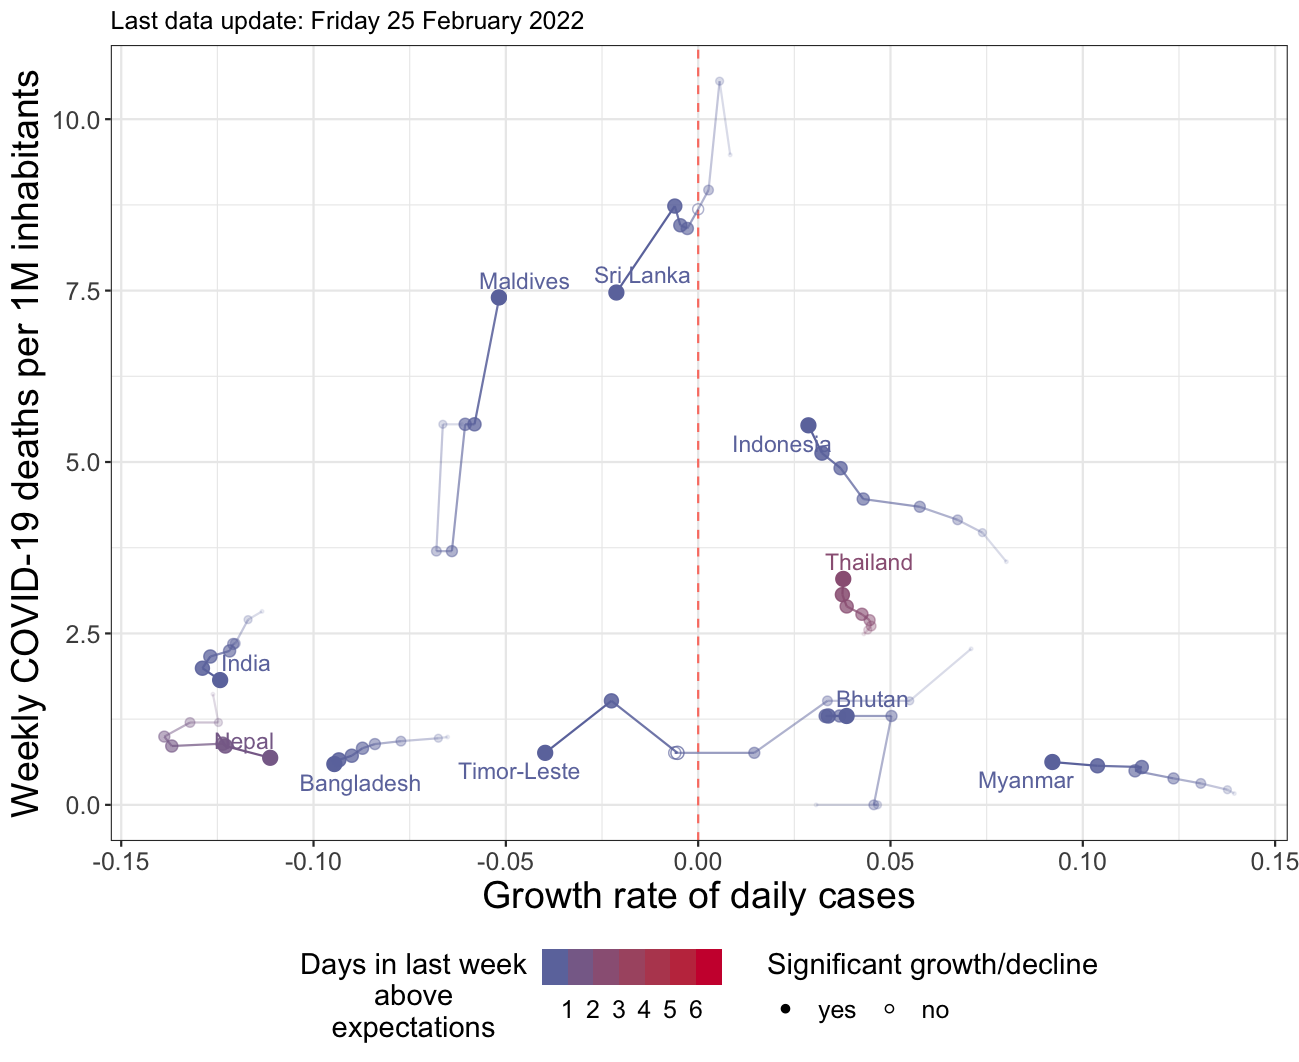 Last data update: Friday 25 February 2022
Weekly COVID-19 deaths per 1M inhabitants
10.0
7.5
5.0
2.5
0.0
Maldives
Sri Lanka
Indonesia
Thailand
India
Bhutan
Nepal
Timor-Leste
Bangladesh
Myanmar
-0.15 -0.10 -0.05 0.00 0.05 0.10 0.15
Growth rate of daily cases
Days in last week
above
expectations
1 2 3 4 5 6
Significant growth/decline
yes no